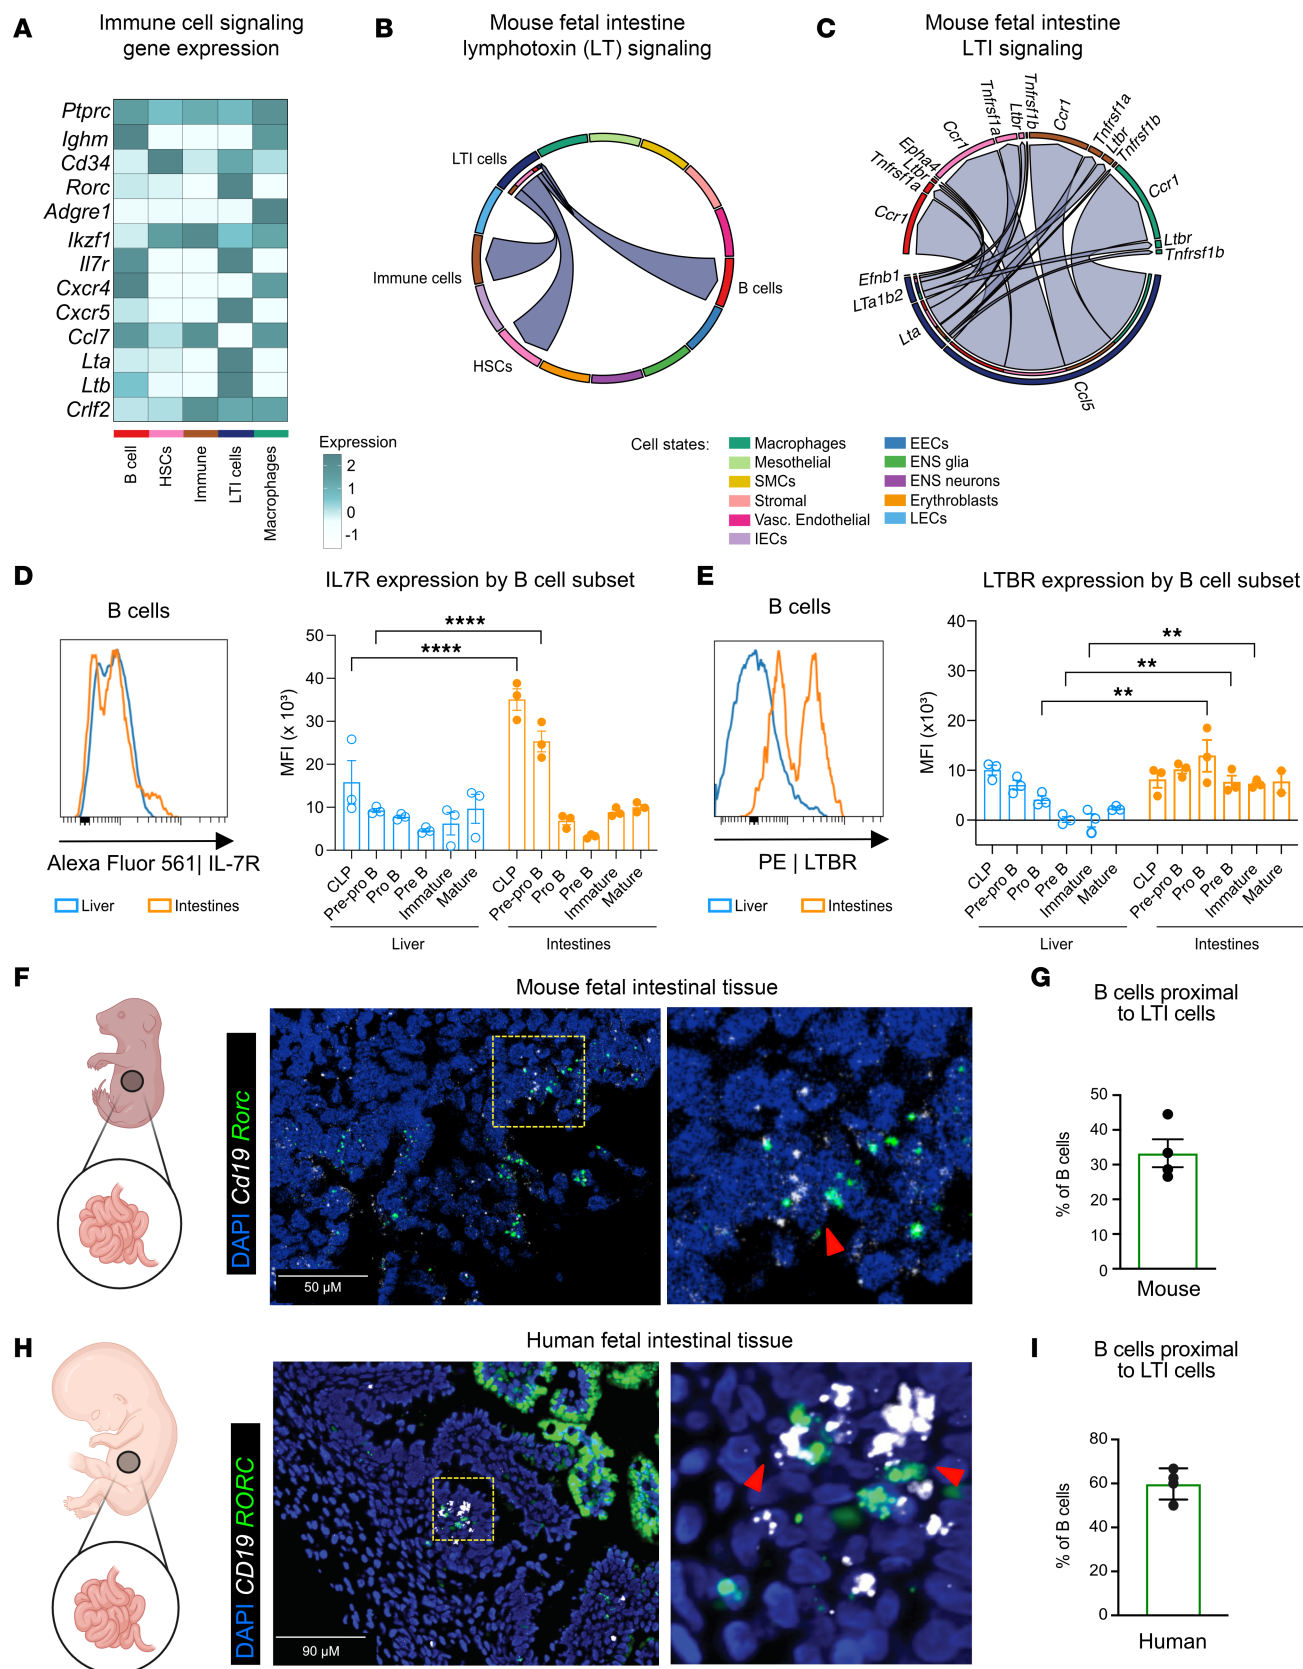 A
Immune cell signaling
gene expression
Ptprc
Ighm
Cd34
Rorc
Adgre1
Ikzf1
Il7r
Cxcr4
Cxcr5
Ccl7
Lta
Ltb
Crlf2
B cell
HSCs
Immune
LTI cells
Macrophages
Expression
2
1
0
-1
B
Mouse fetal intestine
lymphotoxin (LT) signaling
LTI cells
Immune cells
HSCs
B cells
C
Mouse fetal intestine
LTI signaling
Ccr1
Tnfrsf1a
Ltbr
Epha4
Ccr1
Tnfrsf1a
Ltbr
Tnfrsf1b
Ccr1
Tnfrsf1a
Ltbr
Tnfrsf1b
Ccr1
Ltbr
Tnfrsf1b
Efnb1
LTa1b2
Lta
Ccl5
Cell states:
Macrophages
Mesothelial
SMCs
Stromal
Vasc. Endothelial
IECs
EECs
ENS glia
ENS neurons
Erythroblasts
LECs
D
IL7R expression by B cell subset
B cells
Alexa Fluor 561| IL-7R
Liver
Intestines
MFI (x 10³)
50
40
30
20
10
0
****
****
CLP
Pre-pro B
Pro B
Pre B
Immature
Mature
CLP
Pre-pro B
Pro B
Pre B
Immature
Mature
Liver
Intestines
E
LTBR expression by B cell subset
B cells
PE | LTBR
Liver
Intestines
MFI (x10³)
40
30
20
10
0
**
**
**
CLP
Pre-pro B
Pro B
Pre B
Immature
Mature
CLP
Pre-pro B
Pro B
Pre B
Immature
Mature
Liver
Intestines
F
Mouse fetal intestinal tissue
DAPI Cd19 Rorc
50 µM
G
B cells proximal
to LTI cells
% of B cells
50
40
30
20
10
0
Mouse
H
Human fetal intestinal tissue
DAPI CD19 RORC
90 µM
I
B cells proximal
to LTI cells
% of B cells
80
60
40
20
0
Human